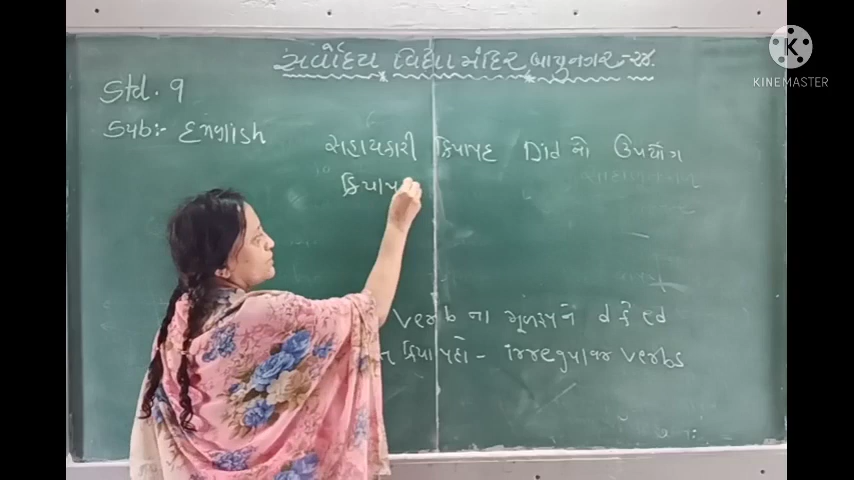 સર્વોદય વિદ્યામંદિર બાપુનગર-૨૪.
KINEMASTER
Std. 9
Sub:- English
સહાયકારી ક્રિયાપદ Did નો ઉપયોગ
ક્રિયાપ
Verb ના મૂળરૂપને d કે ed
ક્રિયાપદો - irregular verbs